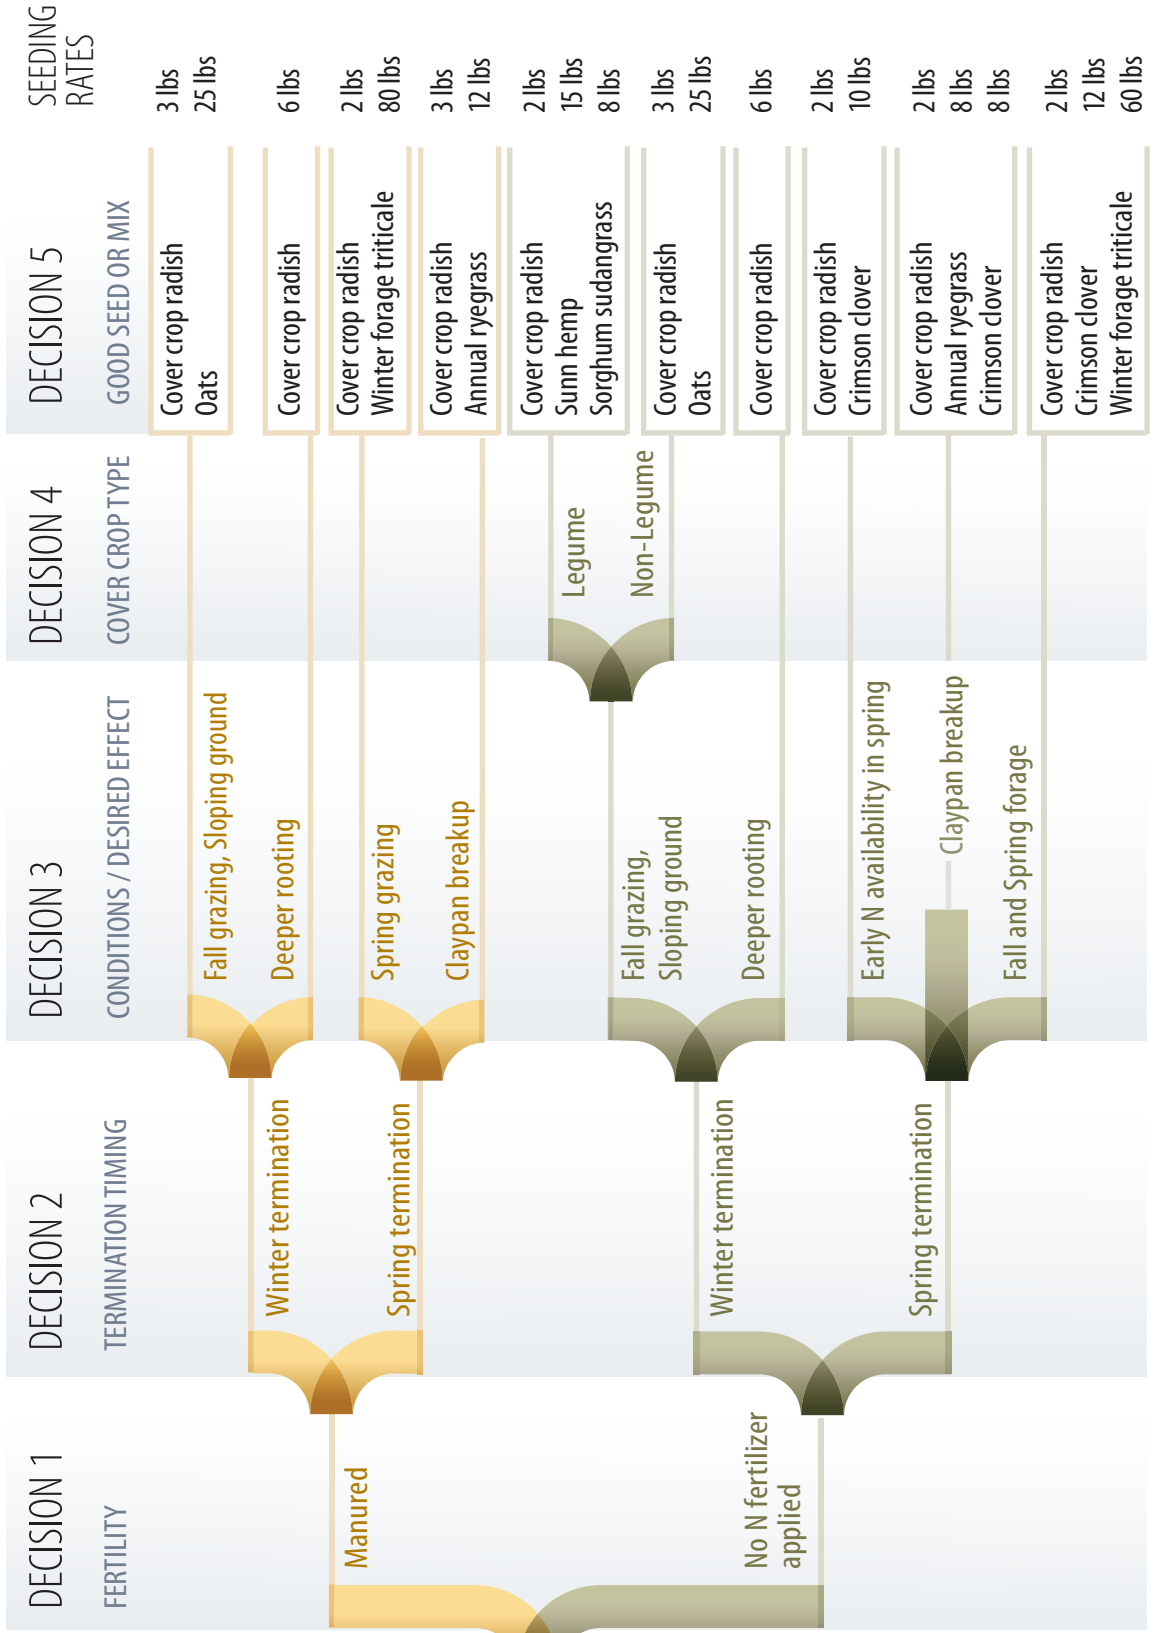 DECISION 1
FERTILITY
Manured
No N fertilizer
applied
DECISION 2
TERMINATION TIMING
Winter termination
Spring termination
Winter termination
Spring termination
DECISION 3
CONDITIONS / DESIRED EFFECT
Fall grazing, Sloping ground
Deeper rooting
Spring grazing
Claypan breakup
Fall grazing,
Sloping ground
Deeper rooting
Early N availability in spring
Claypan breakup
Fall and Spring forage
DECISION 4
COVER CROP TYPE
Legume
Non-Legume
DECISION 5
GOOD SEED OR MIX
Cover crop radish
Oats
Cover crop radish
Cover crop radish
Winter forage triticale
Cover crop radish
Annual ryegrass
Cover crop radish
Sunn hemp
Sorghum sudangrass
Cover crop radish
Oats
Cover crop radish
Cover crop radish
Crimson clover
Cover crop radish
Annual ryegrass
Crimson clover
Cover crop radish
Crimson clover
Winter forage triticale
SEEDING
RATES
3 lbs
25 lbs
6 lbs
2 lbs
80 lbs
3 lbs
12 lbs
2 lbs
15 lbs
8 lbs
3 lbs
25 lbs
6 lbs
2 lbs
10 lbs
2 lbs
8 lbs
8 lbs
2 lbs
12 lbs
60 lbs